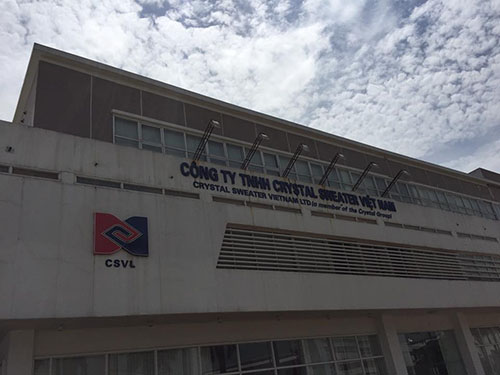 CÔNG TY TNHH CRYSTAL SWEATER VIỆT NAM
CRYSTAL SWEATER VIETNAM LTD (a member of the Crystal Group)
CSVL